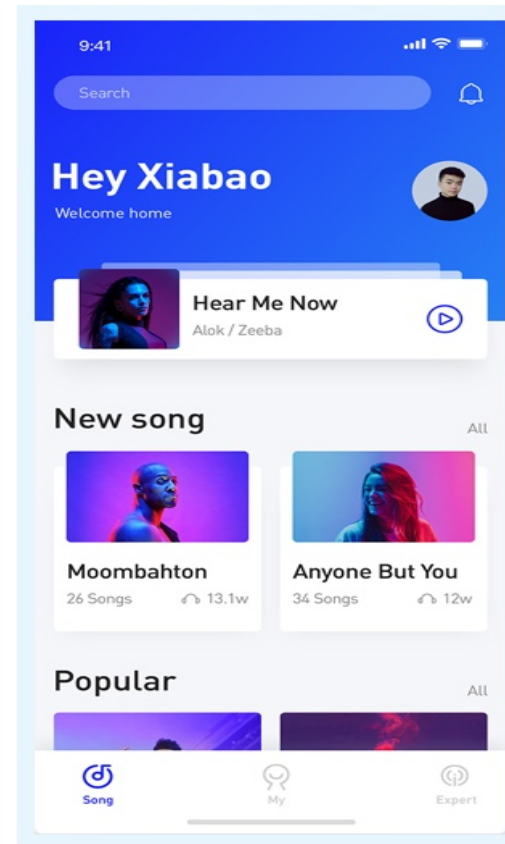 9:41
Search
Hey Xiabao
Welcome home
Hear Me Now
Alok / Zeeba
New song
All
Moombahton
26 Songs 13.1w
Anyone But You
34 Songs 12w
Popular
All
Song
My
Expert